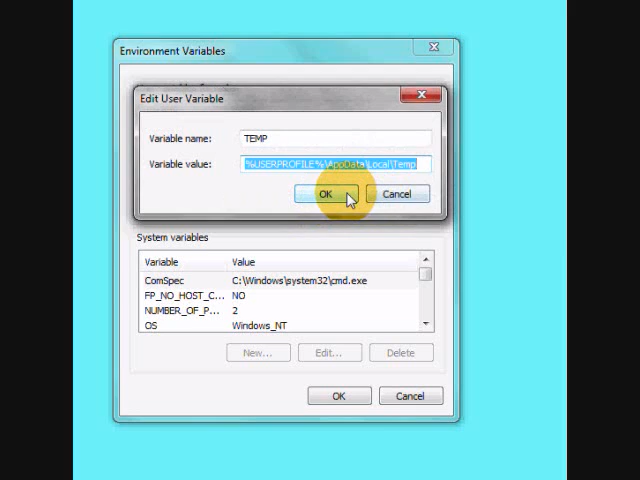 Environment Variables
Edit User Variable
Variable name:
TEMP
Variable value:
%USERPROFILE%\AppData\Local\Temp
OK
Cancel
System variables
Variable Value
ComSpec C:\Windows\system32\cmd.exe
FP_NO_HOST_C... NO
NUMBER_OF_P... 2
OS Windows_NT
New... Edit... Delete
OK Cancel